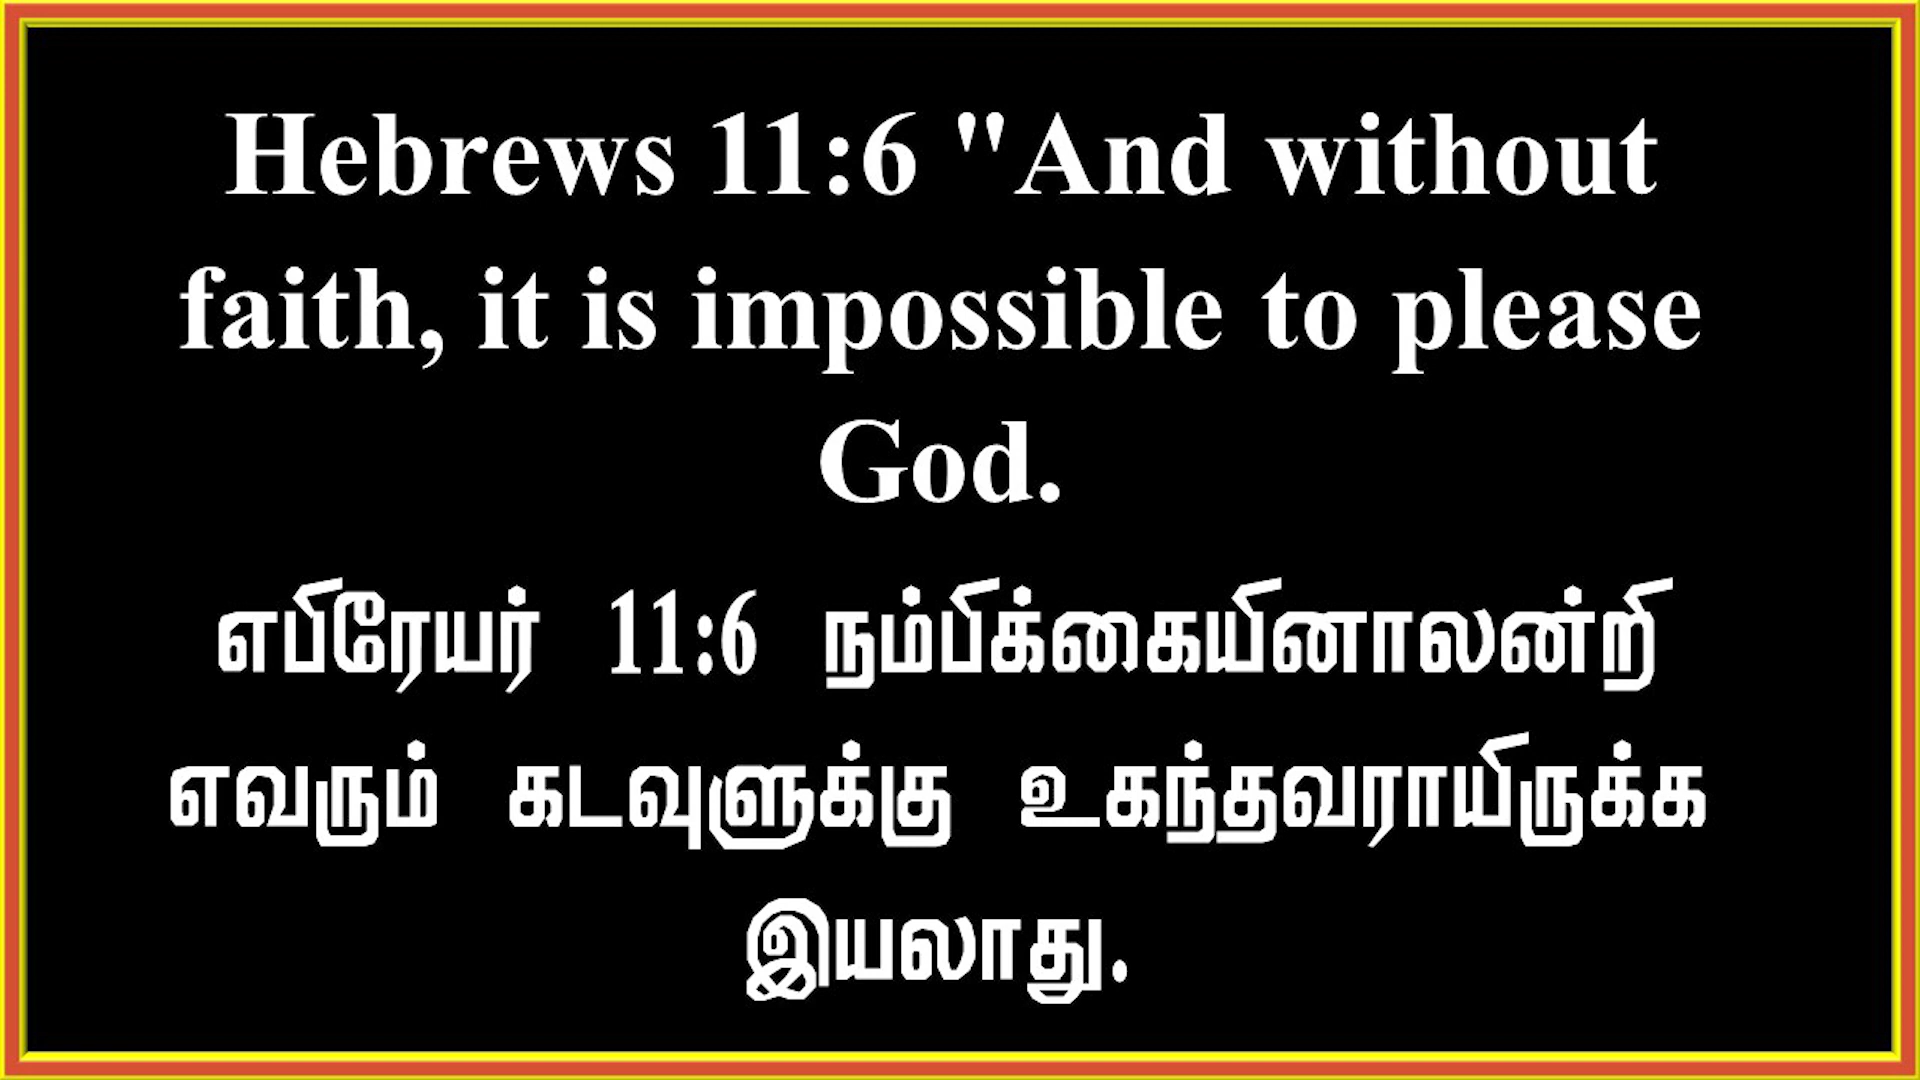 Hebrews 11:6 "And without
faith, it is impossible to please
God.
எபிரேயர் 11:6 நம்பிக்கையினாலன்றி
எவரும் கடவுளுக்கு உகந்தவராயிருக்க
இயலாது.